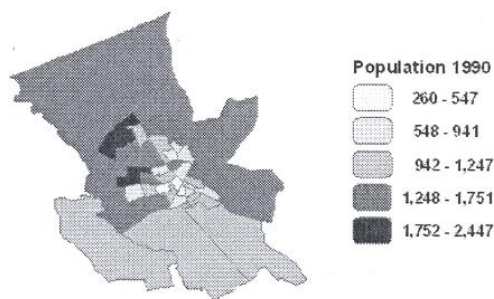 Population 1990
260 - 547
548 - 941
942 - 1,247
1,248 - 1,751
1,752 - 2,447